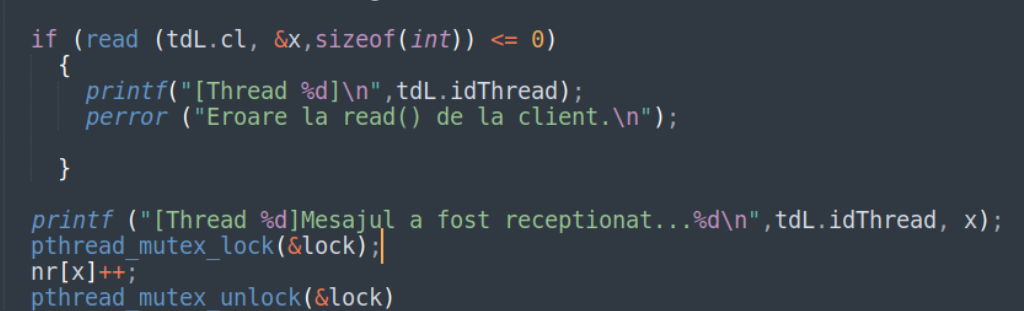 if (read (tdL.cl, &x,sizeof(int)) <= 0)
{
printf("[Thread %d]\n",tdL.idThread);
perror ("Eroare la read() de la client.\n");
}
printf ("[Thread %d]Mesajul a fost receptionat...%d\n",tdL.idThread, x);
pthread_mutex_lock(&lock);
nr[x]++;
pthread_mutex_unlock(&lock)